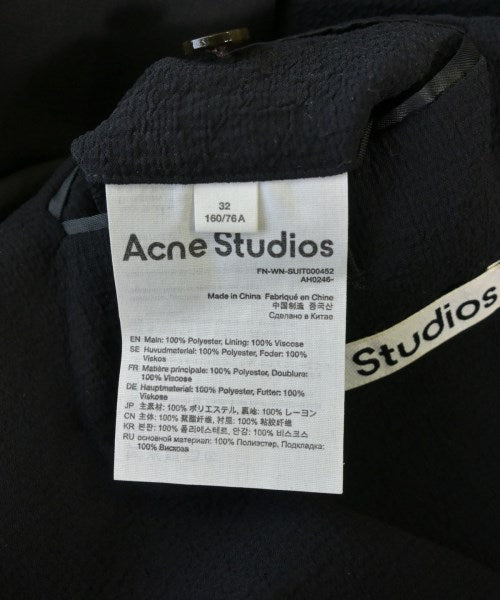 32
160/76A
Acne Studios
FN-WN-SUIT000452
AH0246-
Made in China Fabriqué en Chine
中国制造 중국산
Сделано в Китае
EN Main: 100% Polyester, Lining: 100% Viscose
SE Huvudmaterial: 100% Polyester, Foder: 100%
Viskos
FR Matière principale: 100% Polyester, Doublure:
100% Viscose
DE Hauptmaterial: 100% Polyester, Futter: 100%
Viskose
JP 主素材: 100% ポリエステル, 裏地: 100% レーヨン
CN 主体: 100% 聚酯纤维, 衬里: 100% 粘胶纤维
KR 본판: 100% 폴리에스테르, 안감: 100% 비스코스
RU основной материал: 100% Полиэстер, Подкладка:
100% Вискоза
Studios